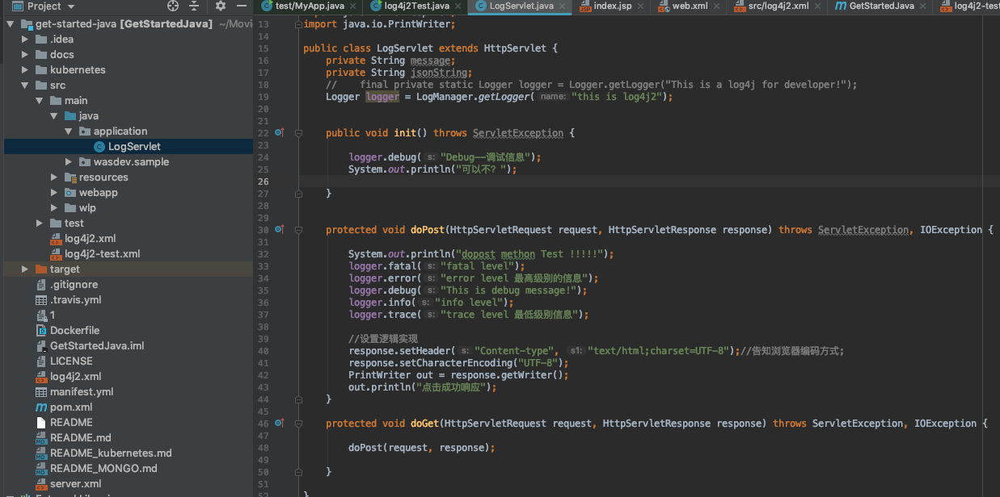 Project
test/MyApp.java
log4j2Test.java
LogServlet.java
index.jsp
web.xml
src/log4j2.xml
GetStartedJava
log4j2-test
get-started-java [GetStartedJava] ~/Movi
.idea
docs
kubernetes
src
main
java
application
LogServlet
wasdev.sample
resources
webapp
wlp
test
log4j2.xml
log4j2-test.xml
target
.gitignore
.travis.yml
1
Dockerfile
GetStartedJava.iml
LICENSE
log4j2.xml
manifest.yml
pom.xml
README
README.md
README_kubernetes.md
README_MONGO.md
server.xml
13 import java.io.PrintWriter;
14
15 public class LogServlet extends HttpServlet {
16 private String message;
17 private String jsonString;
18 // final private static Logger logger = Logger.getLogger("This is a log4j for developer!");
19 Logger logger = LogManager.getLogger( name: "this is log4j2");
20
21
22 public void init() throws ServletException {
23
24 logger.debug( s: "Debug——调试信息");
25 System.out.println("可以不？");
26
27 }
28
29
30 protected void doPost(HttpServletRequest request, HttpServletResponse response) throws ServletException, IOException {
31
32 System.out.println("dopost methon Test !!!!!");
33 logger.fatal( s: "fatal level");
34 logger.error( s: "error level 最高级别的信息");
35 logger.debug( s: "This is debug message!");
36 logger.info( s: "info level");
37 logger.trace( s: "trace level 最低级别信息");
38
39 //设置逻辑实现
40 response.setHeader( s: "Content-type", s1: "text/html;charset=UTF-8");//告知浏览器编码方式;
41 response.setCharacterEncoding("UTF-8");
42 PrintWriter out = response.getWriter();
43 out.println("点击成功响应");
44 }
45
46 protected void doGet(HttpServletRequest request, HttpServletResponse response) throws ServletException, IOException {
47
48 doPost(request, response);
49
50 }
51
52 }